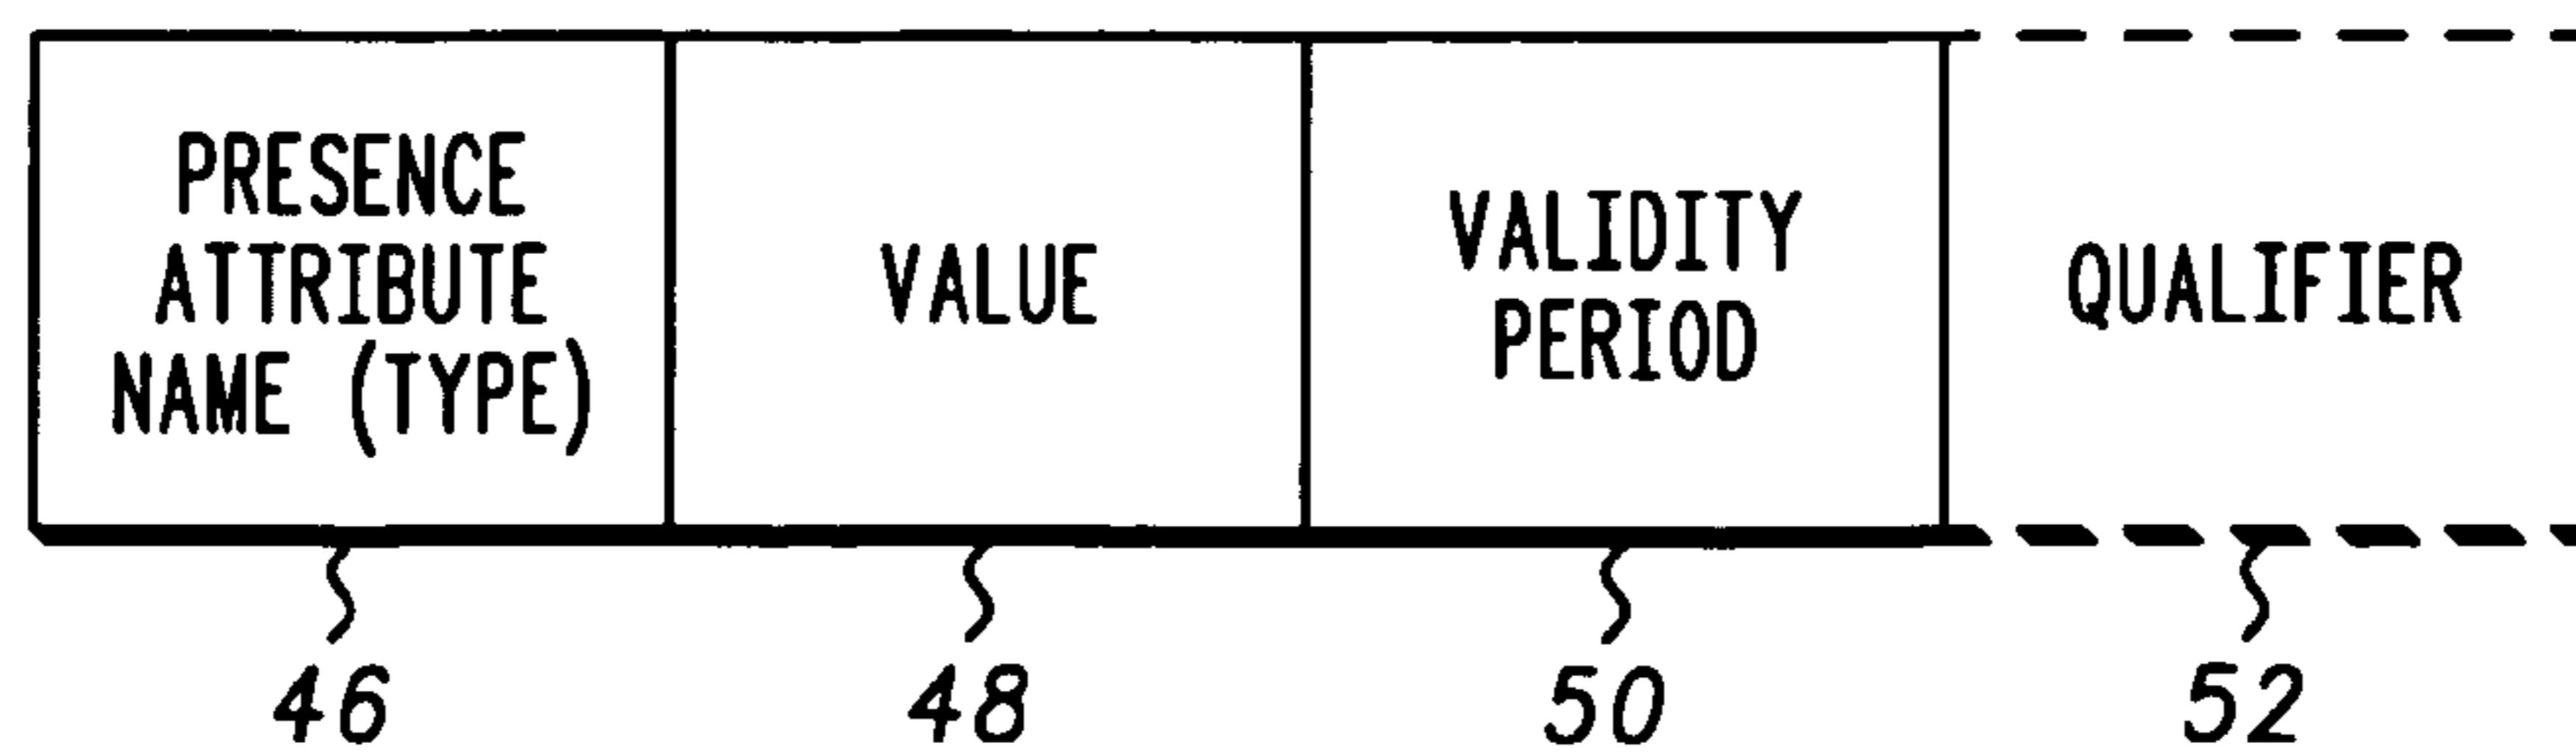 PRESENCE
ATTRIBUTE
NAME (TYPE)
VALUE
VALIDITY
PERIOD
QUALIFIER
46
48
50
52